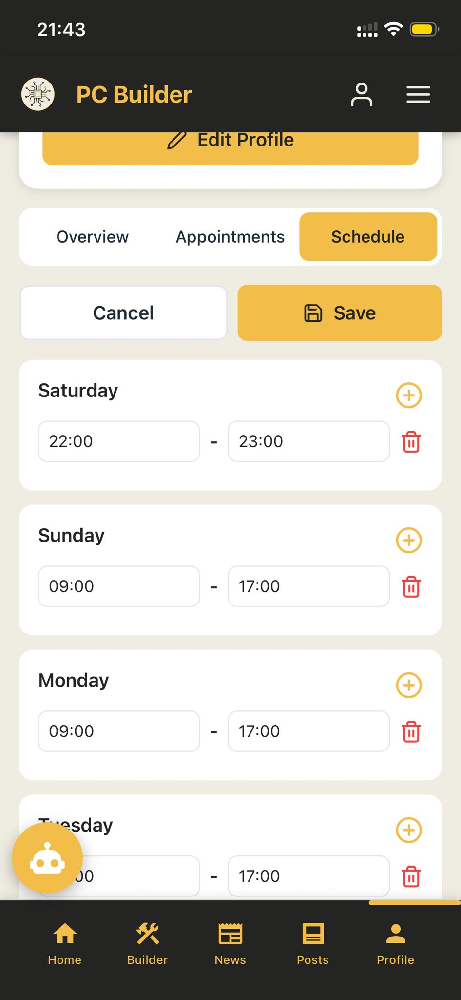 21:43
PC Builder
Edit Profile
Overview
Appointments
Schedule
Cancel
Save
Saturday
22:00 - 23:00
Sunday
09:00 - 17:00
Monday
09:00 - 17:00
Tuesday
17:00
Home
Builder
News
Posts
Profile